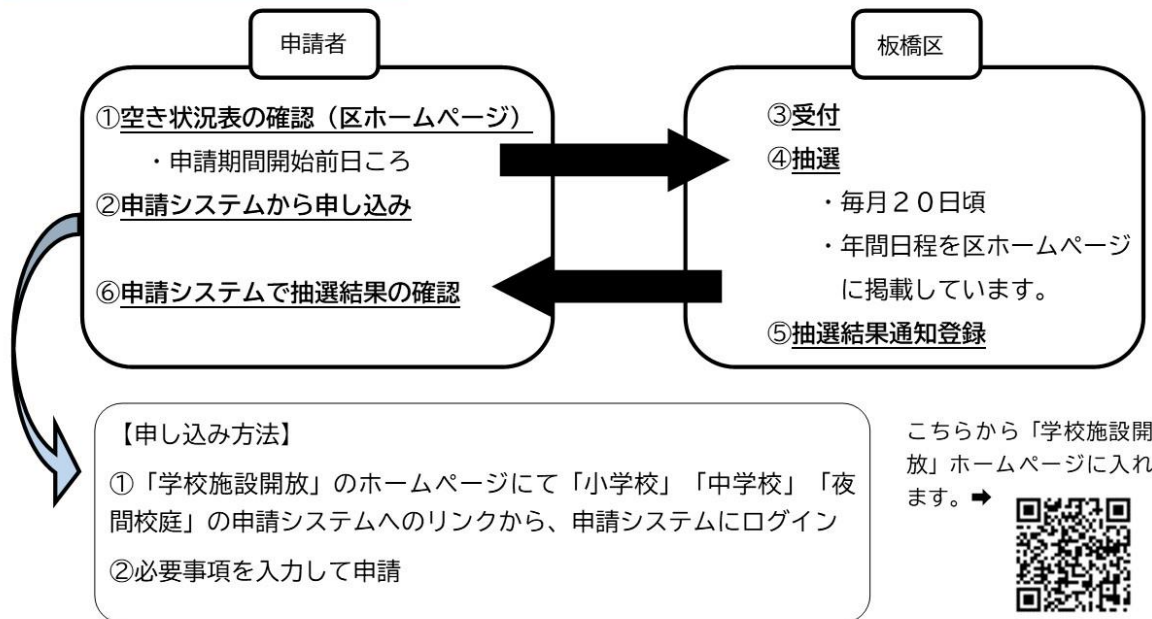 申請者
①空き状況表の確認（区ホームページ）
・申請期間開始前日ころ
②申請システムから申し込み
⑥申請システムで抽選結果の確認
板橋区
③受付
④抽選
・毎月２０日頃
・年間日程を区ホームページ
に掲載しています。
⑤抽選結果通知登録
【申し込み方法】
①「学校施設開放」のホームページにて「小学校」「中学校」「夜
間校庭」の申請システムへのリンクから、申請システムにログイン
②必要事項を入力して申請
こちらから「学校施設開
放」ホームページに入れ
ます。➡